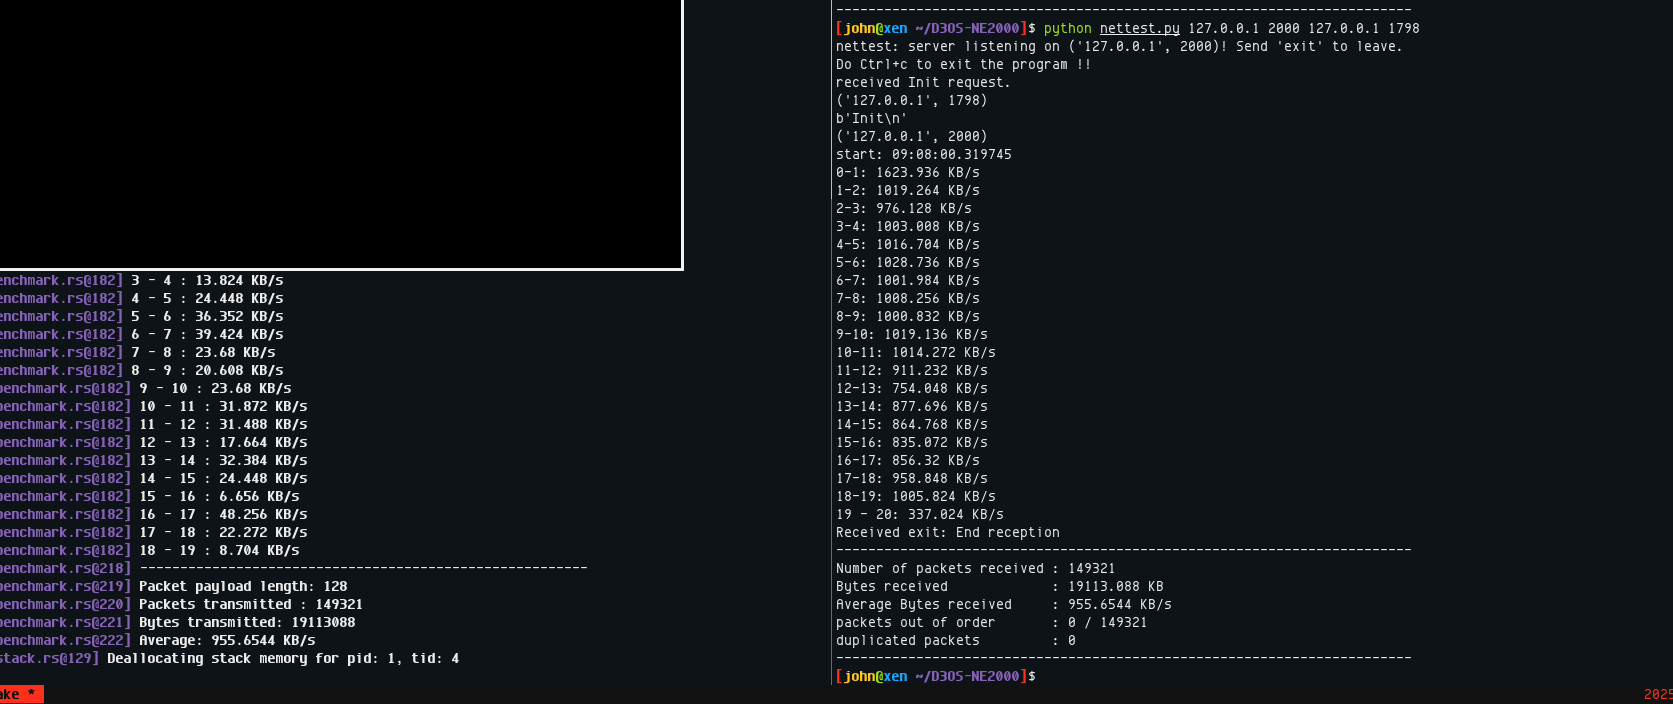 enchmark.rs@182] 3 - 4 : 13.824 KB/s
enchmark.rs@182] 4 - 5 : 24.448 KB/s
enchmark.rs@182] 5 - 6 : 36.352 KB/s
enchmark.rs@182] 6 - 7 : 39.424 KB/s
enchmark.rs@182] 7 - 8 : 23.68 KB/s
enchmark.rs@182] 8 - 9 : 20.608 KB/s
benchmark.rs@182] 9 - 10 : 23.68 KB/s
benchmark.rs@182] 10 - 11 : 31.872 KB/s
benchmark.rs@182] 11 - 12 : 31.488 KB/s
benchmark.rs@182] 12 - 13 : 17.664 KB/s
benchmark.rs@182] 13 - 14 : 32.384 KB/s
benchmark.rs@182] 14 - 15 : 24.448 KB/s
benchmark.rs@182] 15 - 16 : 6.656 KB/s
benchmark.rs@182] 16 - 17 : 48.256 KB/s
benchmark.rs@182] 17 - 18 : 22.272 KB/s
benchmark.rs@182] 18 - 19 : 8.704 KB/s
benchmark.rs@218] --------------------------------------------------------
benchmark.rs@219] Packet payload length: 128
benchmark.rs@220] Packets transmitted : 149321
benchmark.rs@221] Bytes transmitted: 19113088
benchmark.rs@222] Average: 955.6544 KB/s
stack.rs@129] Deallocating stack memory for pid: 1, tid: 4
ake *
------------------------------------------------------------------------
[john@xen ~/D3OS-NE2000]$ python nettest.py 127.0.0.1 2000 127.0.0.1 1798
nettest: server listening on ('127.0.0.1', 2000)! Send 'exit' to leave.
Do Ctrl+c to exit the program !!
received Init request.
('127.0.0.1', 1798)
b'Init\n'
('127.0.0.1', 2000)
start: 09:08:00.319745
0-1: 1623.936 KB/s
1-2: 1019.264 KB/s
2-3: 976.128 KB/s
3-4: 1003.008 KB/s
4-5: 1016.704 KB/s
5-6: 1028.736 KB/s
6-7: 1001.984 KB/s
7-8: 1008.256 KB/s
8-9: 1000.832 KB/s
9-10: 1019.136 KB/s
10-11: 1014.272 KB/s
11-12: 911.232 KB/s
12-13: 754.048 KB/s
13-14: 877.696 KB/s
14-15: 864.768 KB/s
15-16: 835.072 KB/s
16-17: 856.32 KB/s
17-18: 958.848 KB/s
18-19: 1005.824 KB/s
19 - 20: 337.024 KB/s
Received exit: End reception
------------------------------------------------------------------------
Number of packets received : 149321
Bytes received : 19113.088 KB
Average Bytes received : 955.6544 KB/s
packets out of order : 0 / 149321
duplicated packets : 0
------------------------------------------------------------------------
[john@xen ~/D3OS-NE2000]$
2025